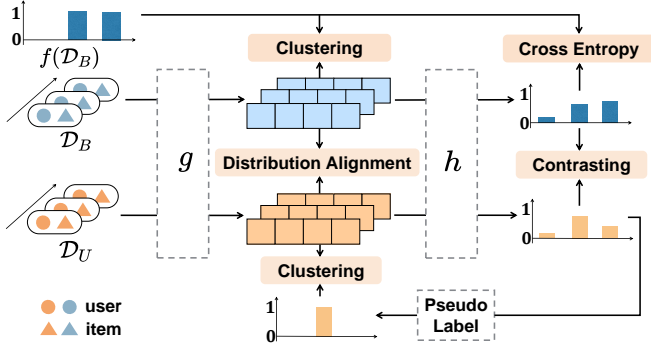 1
0
f(𝒟_B)
Clustering
Cross Entropy
𝒟_B
g
h
Distribution Alignment
Contrasting
1
0
𝒟_U
1
0
Clustering
user
item
1
0
Pseudo
Label